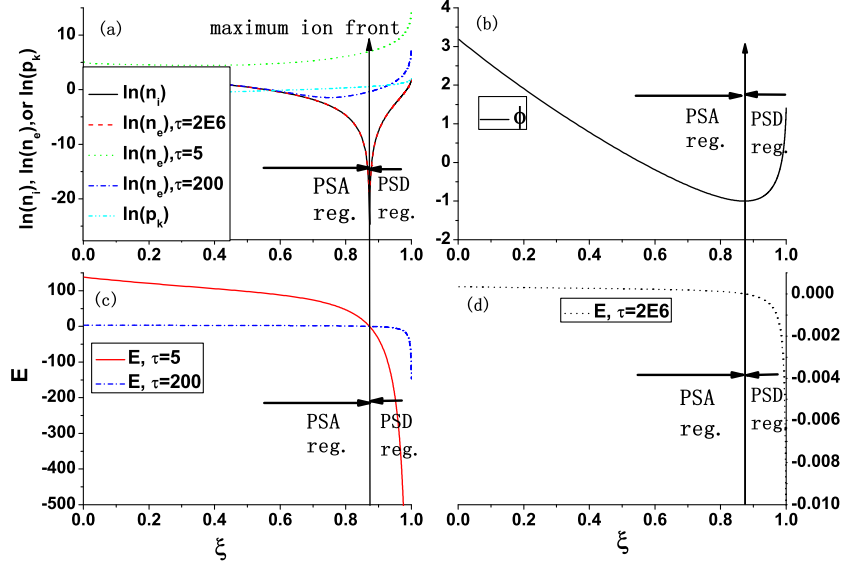 (a)
maximum ion front
ln(n_i), ln(n_e), or ln(p_k)
15
10
5
0
-10
-20
ln(n_i)
ln(n_e), τ=2E6
ln(n_e), τ=5
ln(n_e), τ=200
ln(p_k)
PSA
reg.
PSD
reg.
0.0 0.2 0.4 0.6 0.8 1.0
(b)
4
3
2
1
0
-1
-2
ϕ
PSA
reg.
PSD
reg.
0.0 0.2 0.4 0.6 0.8 1.0
(c)
E
100
0
-100
-200
-300
-400
-500
E, τ=5
E, τ=200
PSA
reg.
PSD
reg.
0.0 0.2 0.4 0.6 0.8 1.0
ξ
(d)
E, τ=2E6
0.000
-0.002
-0.004
-0.006
-0.008
-0.010
PSA
reg.
PSD
reg.
0.0 0.2 0.4 0.6 0.8 1.0
ξ